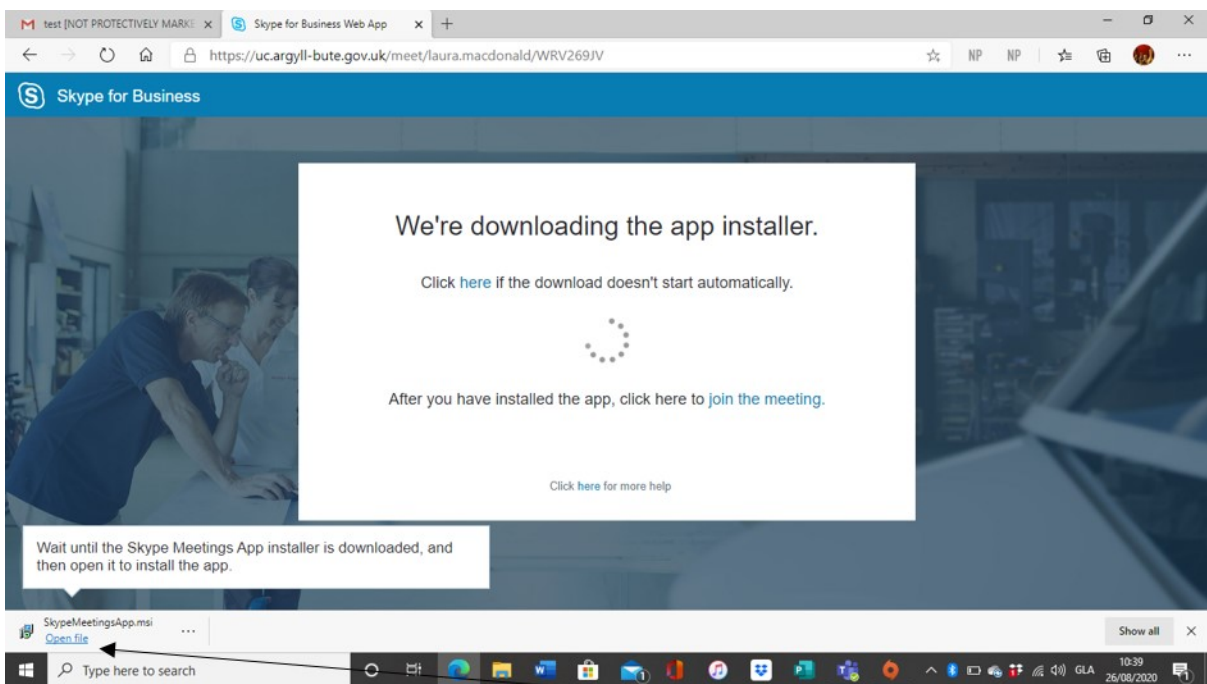 test [NOT PROTECTIVELY MARKE
Skype for Business Web App
https://uc.argyll-bute.gov.uk/meet/laura.macdonald/WRV269JV
NP
NP
Skype for Business
We're downloading the app installer.
Click here if the download doesn't start automatically.
After you have installed the app, click here to join the meeting.
Click here for more help
Wait until the Skype Meetings App installer is downloaded, and
then open it to install the app.
SkypeMeetingsApp.msi
Open file
Show all
Type here to search
GLA
10:39
26/08/2020